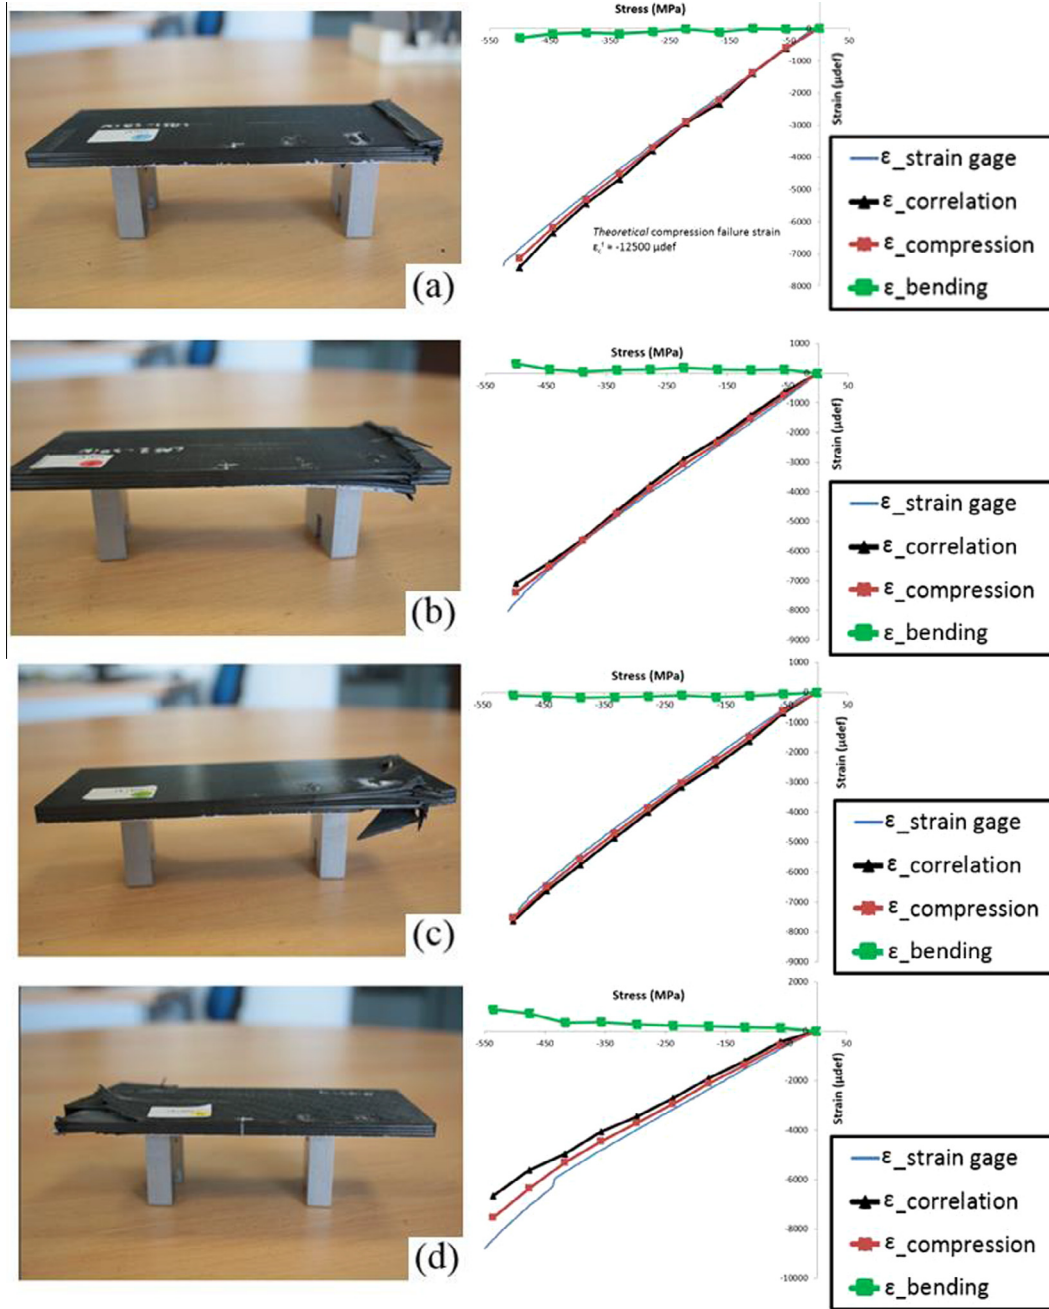 Stress (MPa)
-550
-450
-350
-250
-150
-50
0
50
-1000
-2000
-3000
-4000
-5000
-6000
-7000
-8000
Strain (μdef)
Theoretical compression failure strain
ε_strain gage
ε_correlation
ε_compression
ε_bending
(a)
Stress (MPa)
1000
0
-550
-450
-350
-250
-150
-50
50
-1000
-2000
-3000
-4000
-5000
-6000
-7000
-8000
-9000
Strain (μdef)
ε_strain gage
ε_correlation
ε_compression
ε_bending
(b)
Stress (MPa)
1000
0
-550
-450
-350
-250
-150
-50
50
-1000
-2000
-3000
-4000
-5000
-6000
-7000
-8000
-9000
Strain (μdef)
ε_strain gage
ε_correlation
ε_compression
ε_bending
(c)
Stress (MPa)
2000
0
-550
-450
-350
-250
-150
-50
50
-2000
-4000
-6000
-8000
-10000
Strain (μdef)
ε_strain gage
ε_correlation
ε_compression
ε_bending
(d)